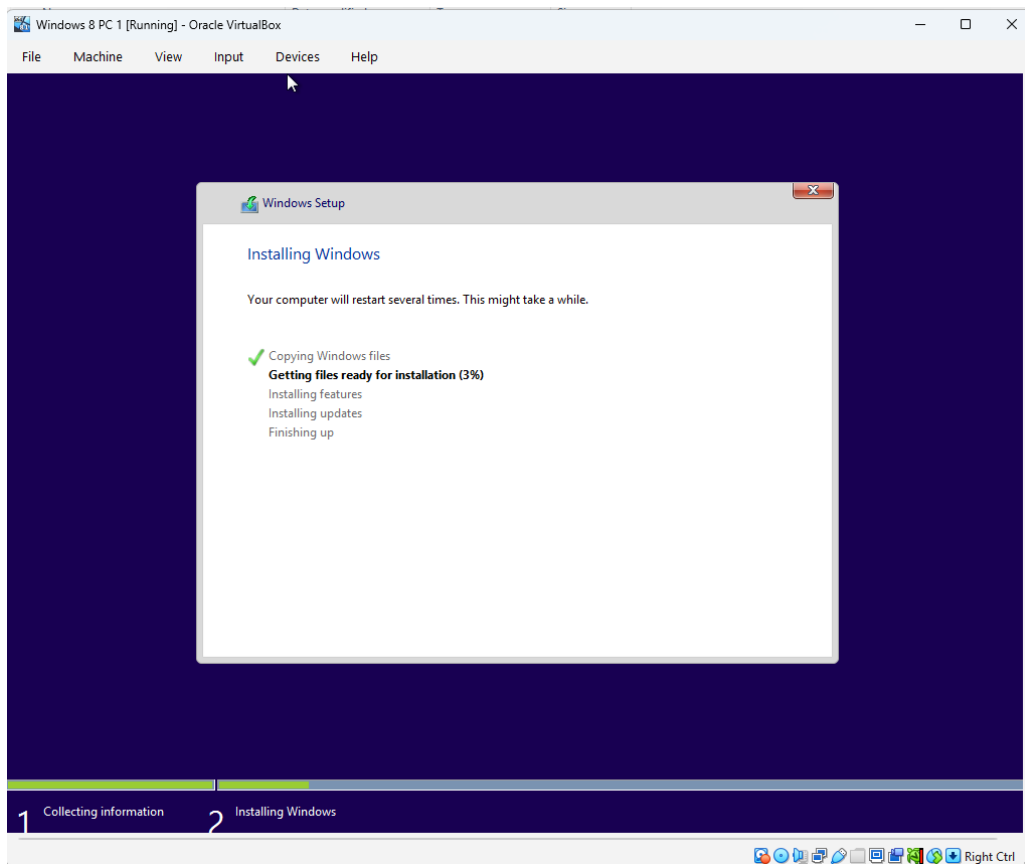 Windows 8 PC 1 [Running] - Oracle VirtualBox
File Machine View Input Devices Help
Windows Setup
Installing Windows
Your computer will restart several times. This might take a while.
Copying Windows files
Getting files ready for installation (3%)
Installing features
Installing updates
Finishing up
1 Collecting information 2 Installing Windows
Right Ctrl